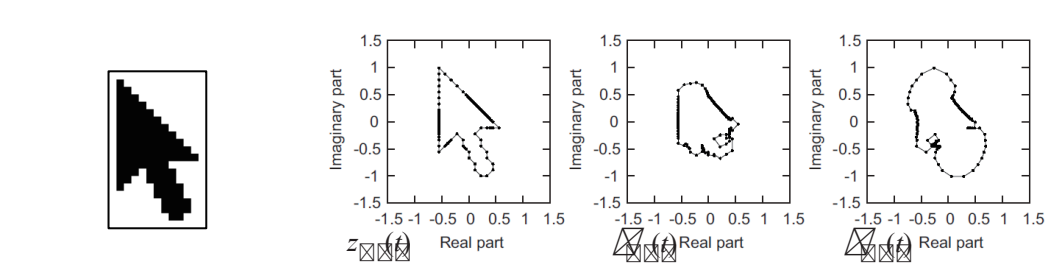 1.5 1.5 1.5
1 1 1
0.5 0.5 0.5
0 0 0
-0.5 -0.5 -0.5
-1 -1 -1
-1.5 -1.5 -1.5
Imaginary part Imaginary part Imaginary part
-1.5 -1 -0.5 0 0.5 1 1.5 -1.5 -1 -0.5 0 0.5 1 1.5 -1.5 -1 -0.5 0 0.5 1 1.5
Real part Real part Real part
z (t) (t) (t)